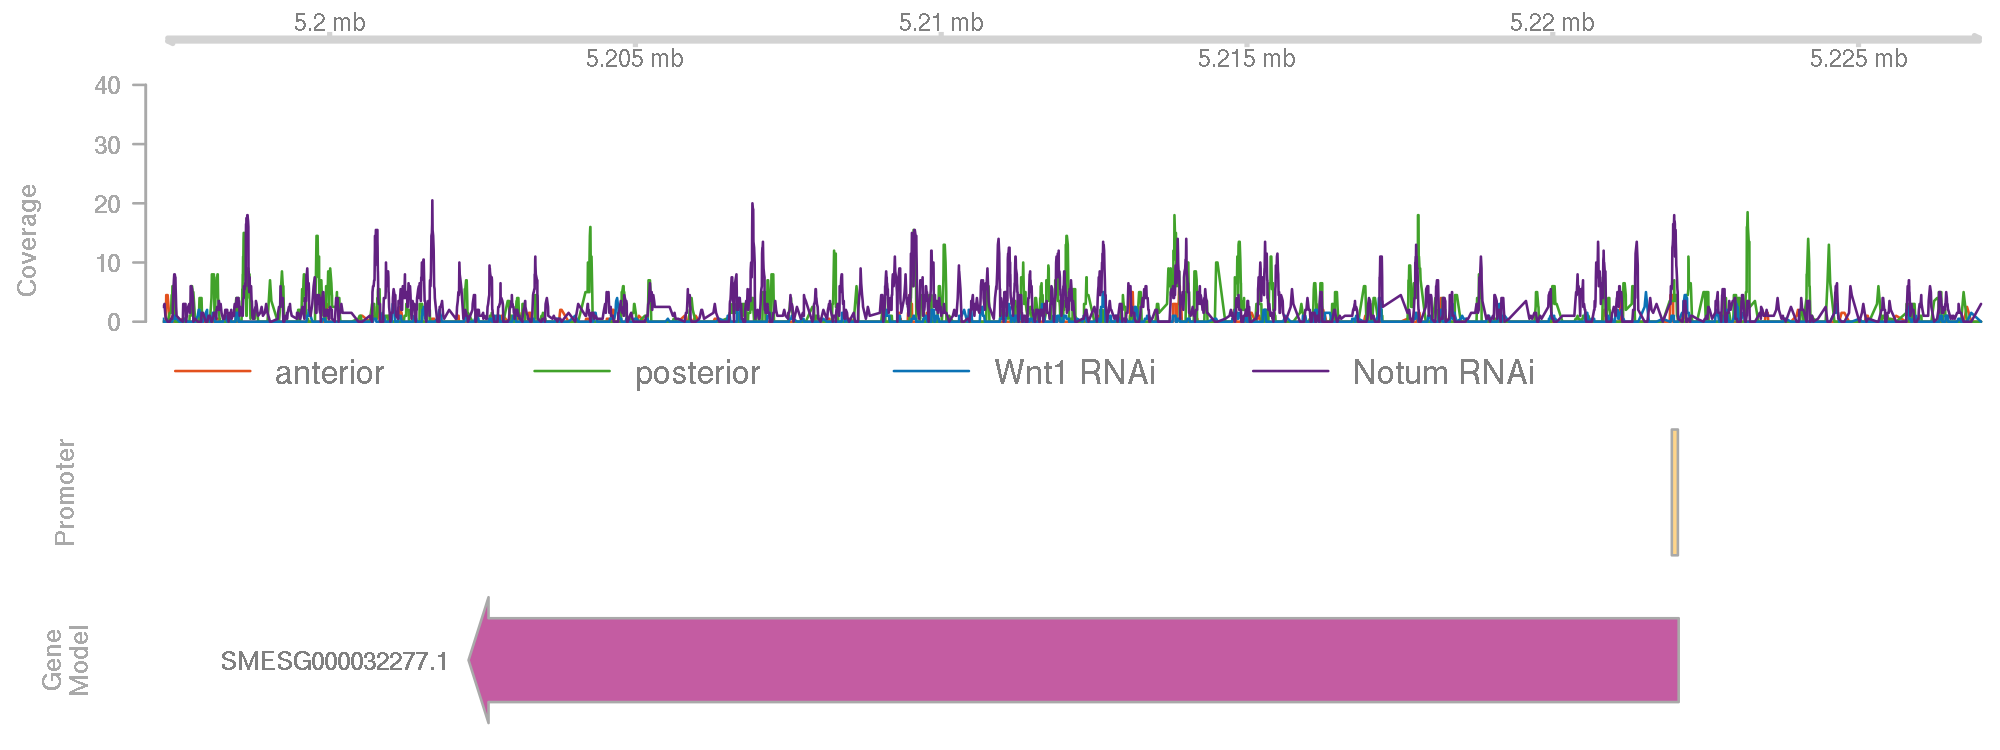 5.2 mb 5.21 mb 5.22 mb
5.205 mb 5.215 mb 5.225 mb
40
30
20
10
0
Coverage
anterior posterior Wnt1 RNAi Notum RNAi
Promoter
Gene
Model
SMESG000032277.1